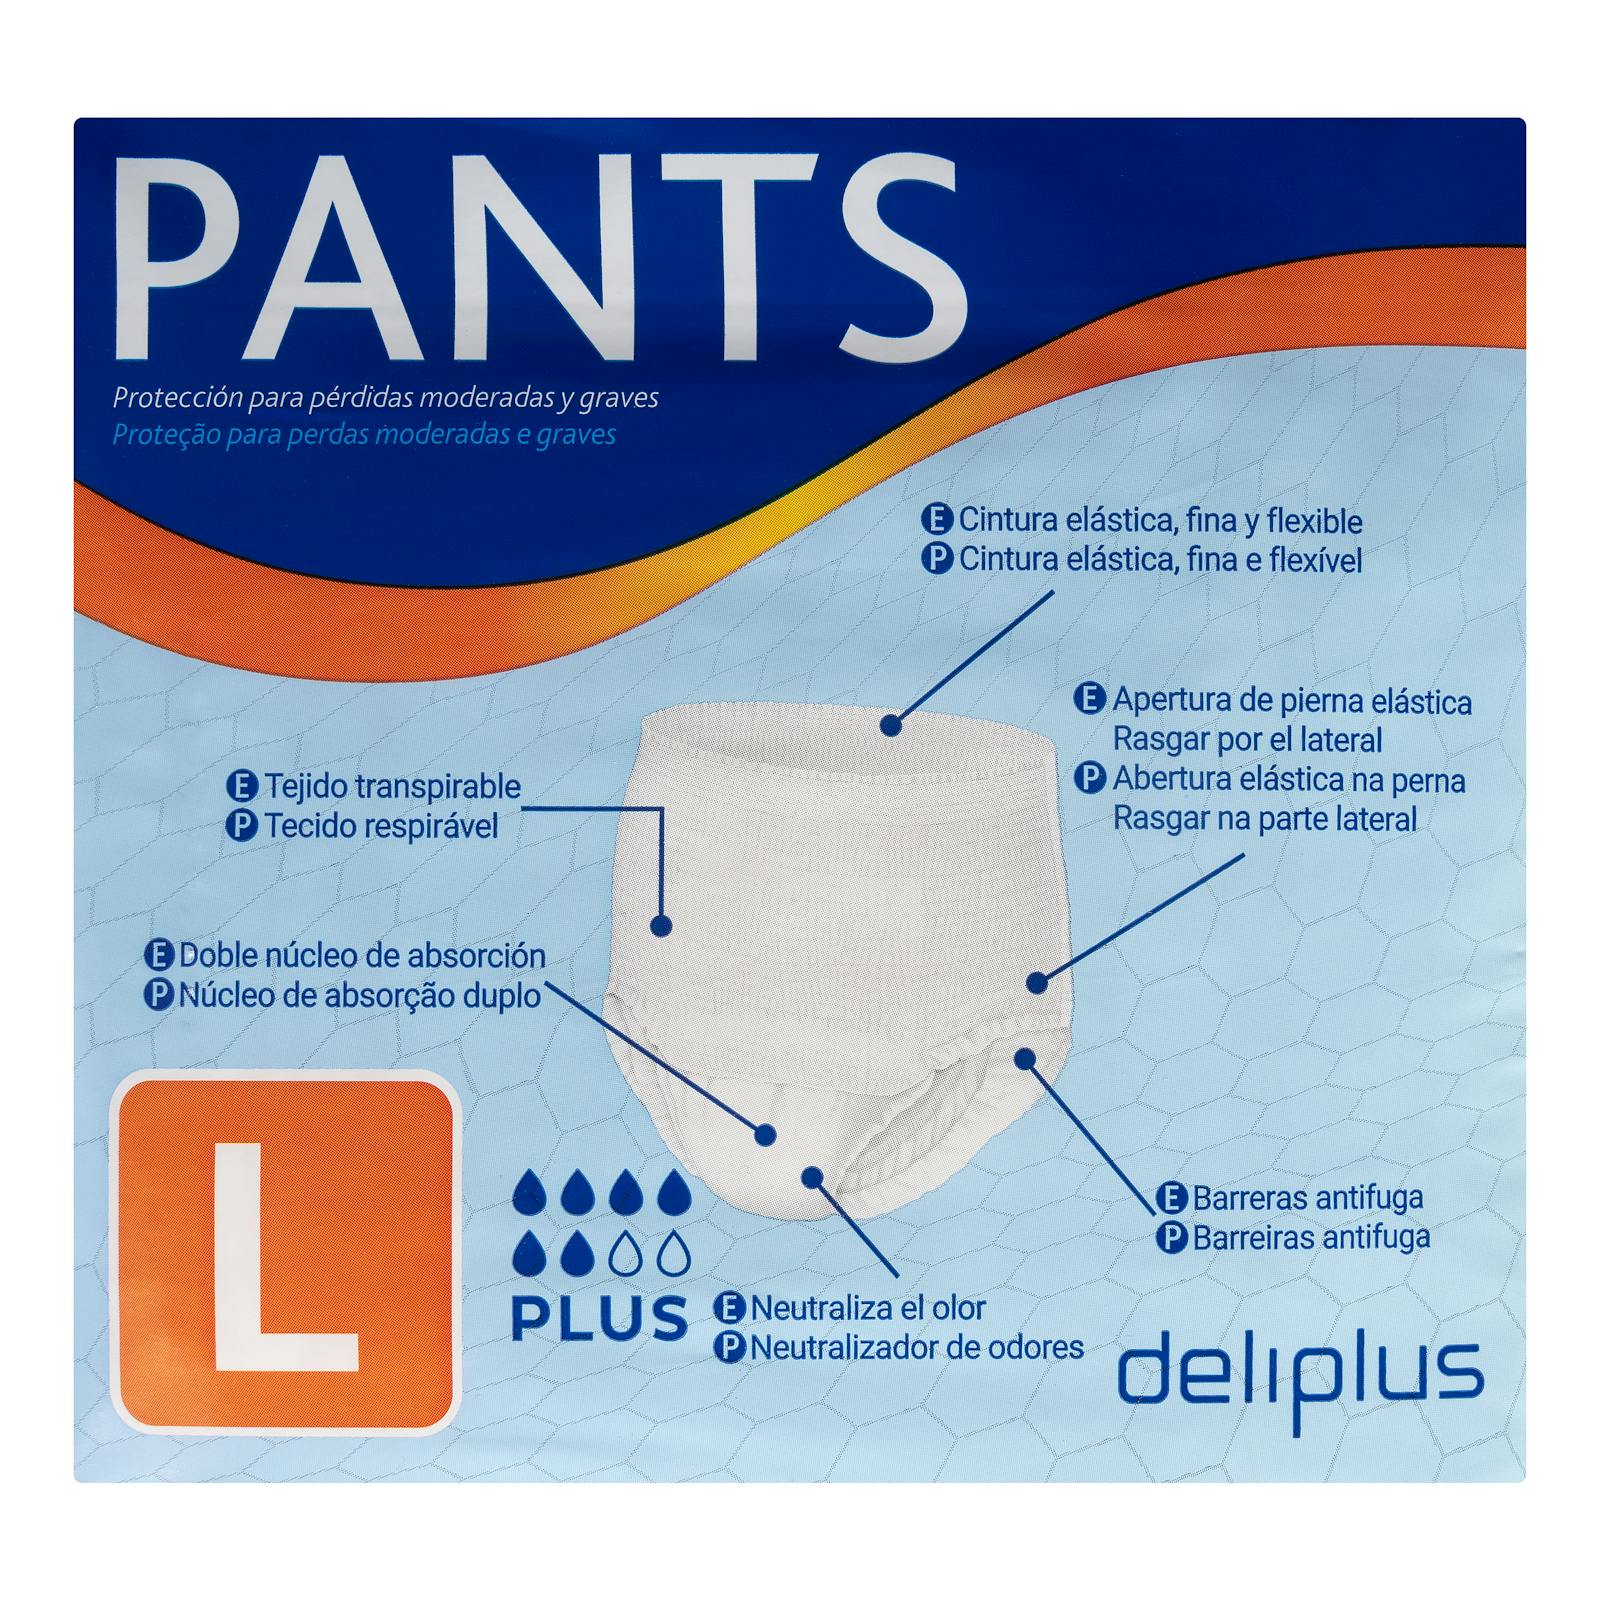 PANTS
Protección para pérdidas moderadas y graves
Proteção para perdas moderadas e graves
E Cintura elástica, fina y flexible
P Cintura elástica, fina e flexível
E Apertura de pierna elástica
Rasgar por el lateral
P Abertura elástica na perna
Rasgar na parte lateral
E Tejido transpirable
P Tecido respirável
E Doble núcleo de absorción
P Núcleo de absorção duplo
L
PLUS
E Barreras antifuga
P Barreiras antifuga
E Neutraliza el olor
P Neutralizador de odores
deliplus